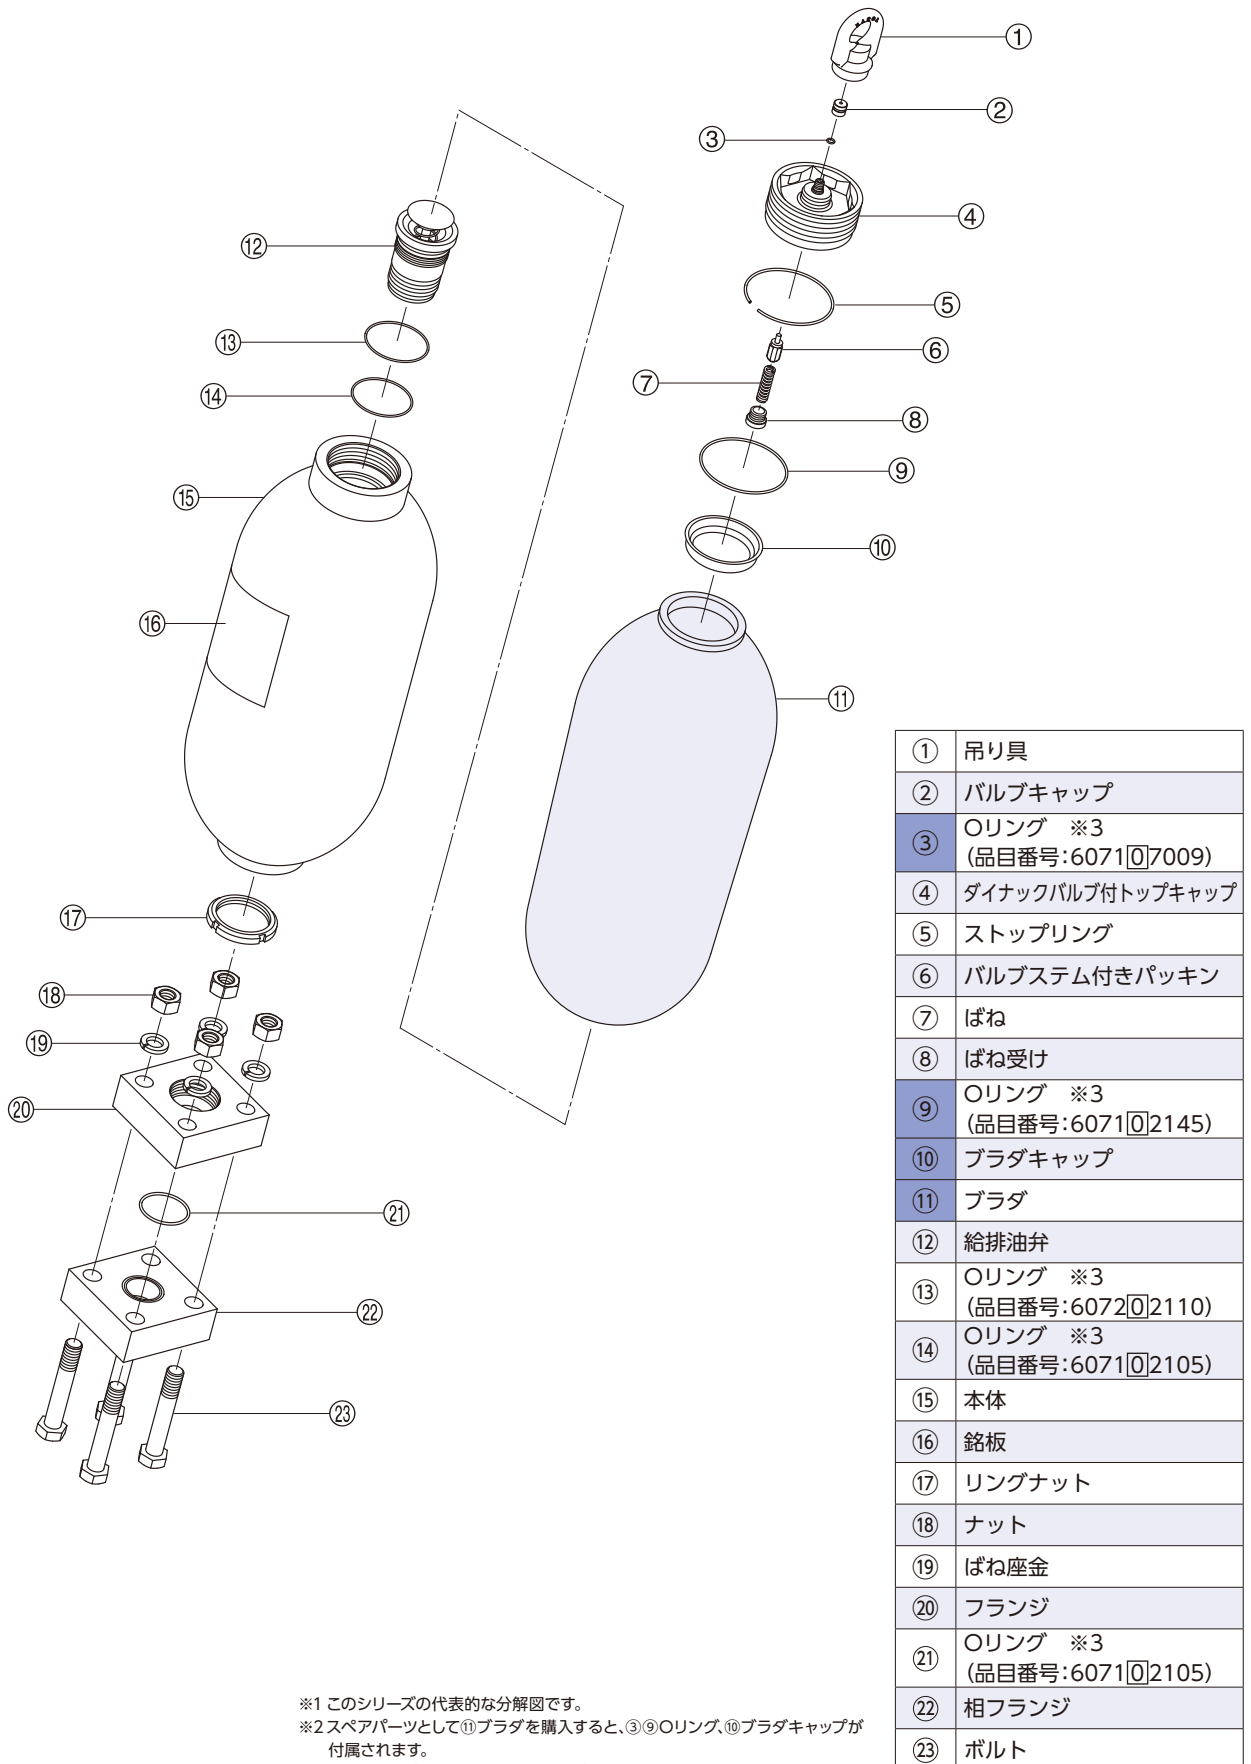 ①
②
③
④
⑤
⑥
⑦
⑧
⑨
⑩
⑪
⑫
⑬
⑭
⑮
⑯
⑰
⑱
⑲
⑳
㉑
㉒
㉓
① 吊り具
② バルブキャップ
③ Oリング ※3
(品目番号:607107009)
④ ダイナックバルブ付トップキャップ
⑤ ストップリング
⑥ バルブステム付きパッキン
⑦ ばね
⑧ ばね受け
⑨ Oリング ※3
(品目番号:607102145)
⑩ ブラダキャップ
⑪ ブラダ
⑫ 給排油弁
⑬ Oリング ※3
(品目番号:607202110)
⑭ Oリング ※3
(品目番号:607102105)
⑮ 本体
⑯ 銘板
⑰ リングナット
⑱ ナット
⑲ ばね座金
⑳ フランジ
㉑ Oリング ※3
(品目番号:607102105)
㉒ 相フランジ
㉓ ボルト
※1 このシリーズの代表的な分解図です。
※2 スペアパーツとして⑪ブラダを購入すると、③⑨Oリング、⑩ブラダキャップが
付属されます。